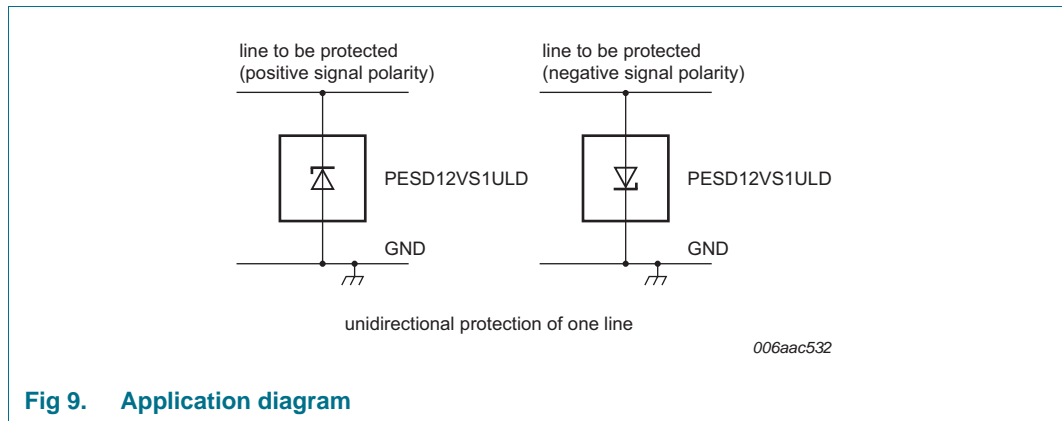 line to be protected
(positive signal polarity)
PESD12VS1ULD
GND
line to be protected
(negative signal polarity)
PESD12VS1ULD
GND
unidirectional protection of one line
006aac532
Fig 9. Application diagram